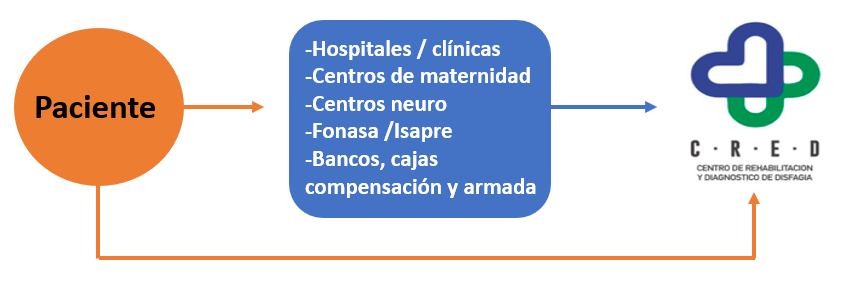 Paciente
-Hospitales / clínicas
-Centros de maternidad
-Centros neuro
-Fonasa /Isapre
-Bancos, cajas
compensación y armada
C · R · E · D
CENTRO DE REHABILITACION
Y DIAGNOSTICO DE DISFAGIA